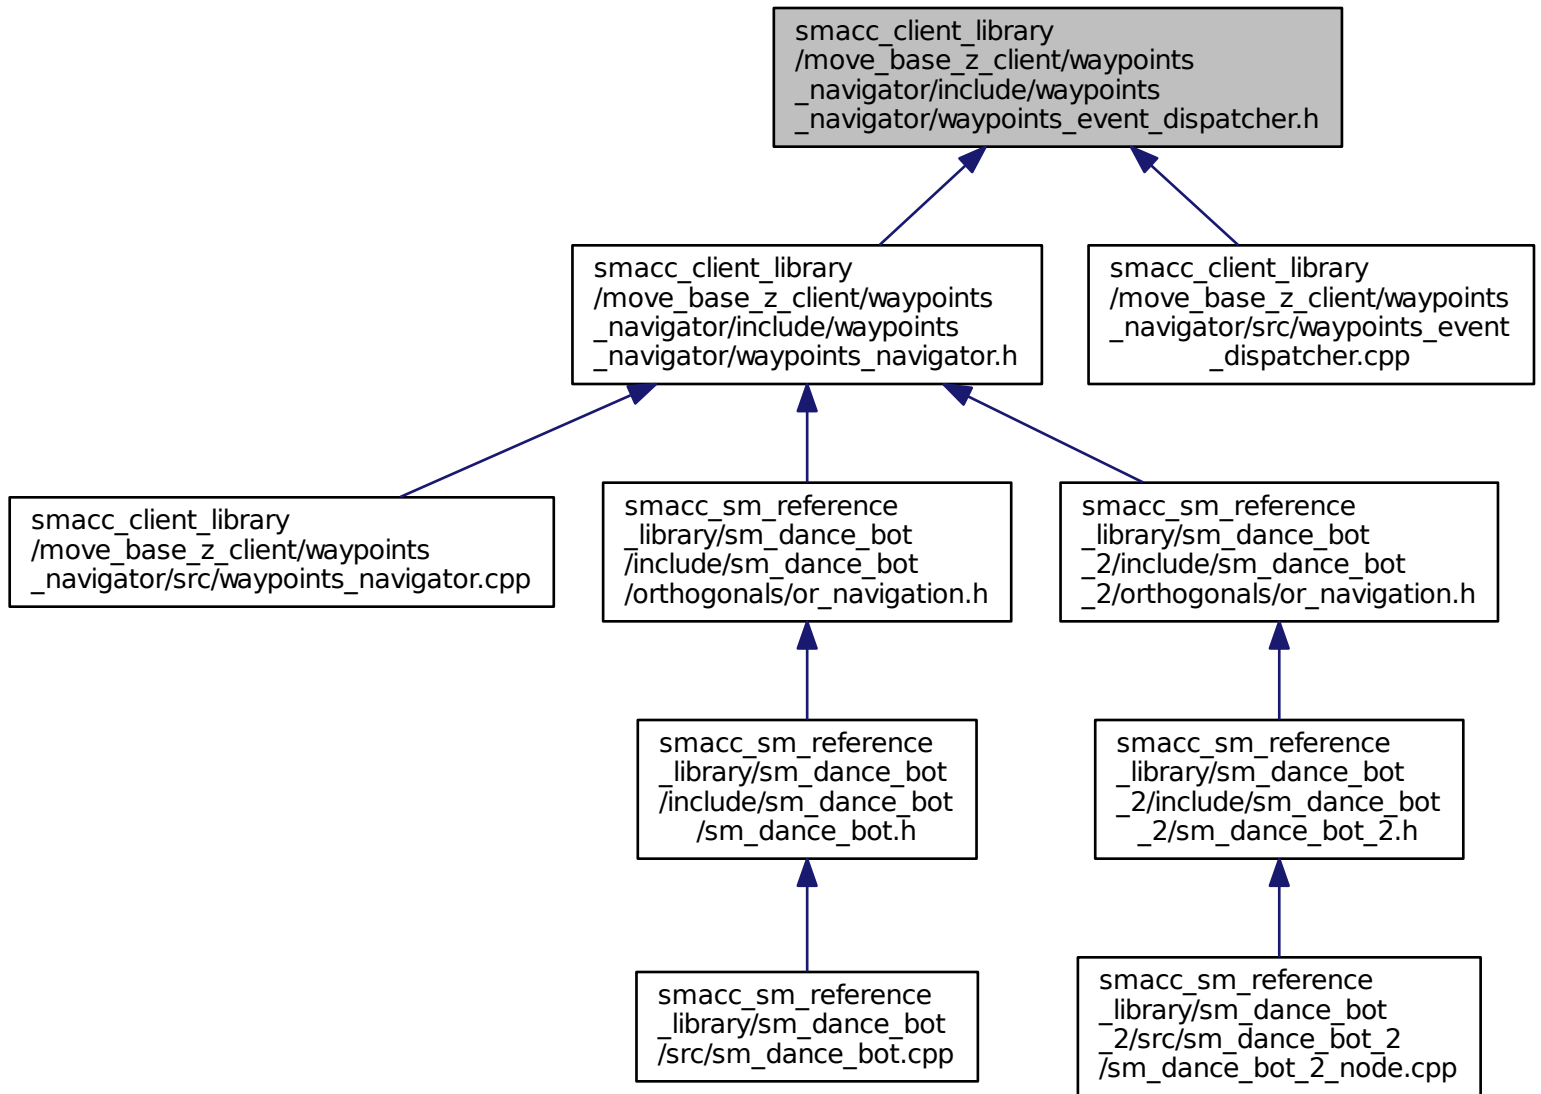 smacc_client_library
/move_base_z_client/waypoints
_navigator/include/waypoints
_navigator/waypoints_event_dispatcher.h
smacc_client_library
/move_base_z_client/waypoints
_navigator/include/waypoints
_navigator/waypoints_navigator.h
smacc_client_library
/move_base_z_client/waypoints
_navigator/src/waypoints_event
_dispatcher.cpp
smacc_client_library
/move_base_z_client/waypoints
_navigator/src/waypoints_navigator.cpp
smacc_sm_reference
_library/sm_dance_bot
/include/sm_dance_bot
/orthogonals/or_navigation.h
smacc_sm_reference
_library/sm_dance_bot
_2/include/sm_dance_bot
_2/orthogonals/or_navigation.h
smacc_sm_reference
_library/sm_dance_bot
/include/sm_dance_bot
/sm_dance_bot.h
smacc_sm_reference
_library/sm_dance_bot
_2/include/sm_dance_bot
_2/sm_dance_bot_2.h
smacc_sm_reference
_library/sm_dance_bot
/src/sm_dance_bot.cpp
smacc_sm_reference
_library/sm_dance_bot
_2/src/sm_dance_bot_2
/sm_dance_bot_2_node.cpp